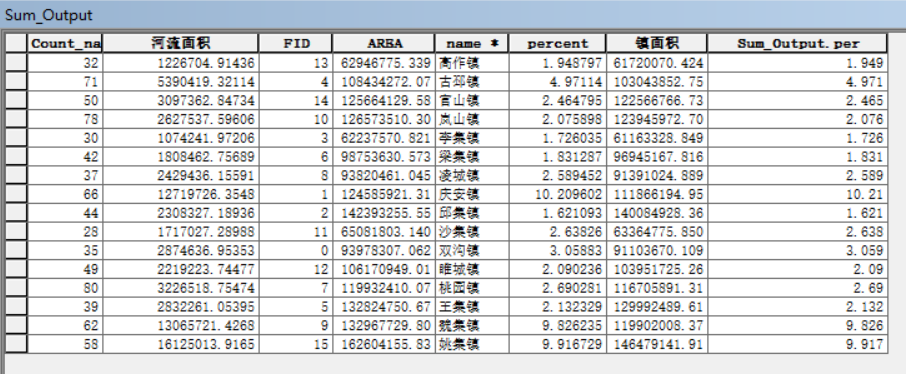 Sum_Output
Count_na 河流面积 FID AREA name * percent 镇面积 Sum_Output.per
32 1226704.91436 13 62946775.339 高作镇 1.948797 61720070.424 1.949
71 5390419.32114 4 108434272.07 古邳镇 4.97114 103043852.75 4.971
50 3097362.84734 14 125664129.58 官山镇 2.464795 122566766.73 2.465
78 2627537.59606 10 126573510.30 岚山镇 2.075898 123945972.70 2.076
30 1074241.97206 3 62237570.821 李集镇 1.726035 61163328.849 1.726
42 1808462.75689 6 98753630.573 梁集镇 1.831287 96945167.816 1.831
37 2429436.15591 8 93820461.045 凌城镇 2.589452 91391024.889 2.589
66 12719726.3548 1 124585921.31 庆安镇 10.209602 111866194.95 10.21
44 2308327.18936 2 142393255.55 邱集镇 1.621093 140084928.36 1.621
28 1717027.28988 11 65081803.140 沙集镇 2.63826 63364775.850 2.638
35 2874636.95353 0 93978307.062 双沟镇 3.05883 91103670.109 3.059
49 2219223.74477 12 106170949.01 睢城镇 2.090236 103951725.26 2.09
80 3226518.75474 7 119932410.07 桃园镇 2.690281 116705891.31 2.69
39 2832261.05395 5 132824750.67 王集镇 2.132329 129992489.61 2.132
62 13065721.4268 9 132967729.80 魏集镇 9.826235 119902008.37 9.826
58 16125013.9165 15 162604155.83 姚集镇 9.916729 146479141.91 9.917